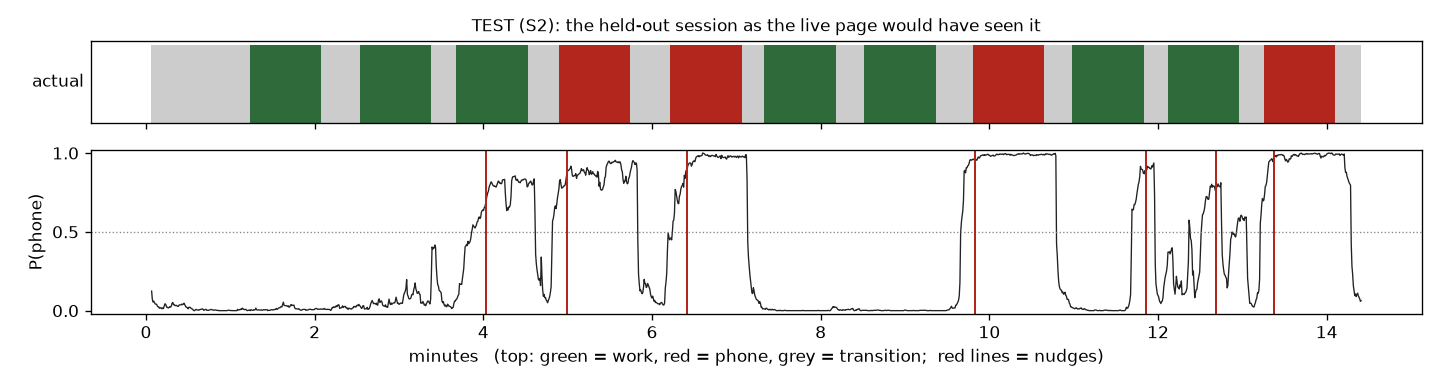 TEST (S2): the held-out session as the live page would have seen it
actual
P(phone)
1.0
0.5
0.0
0 2 4 6 8 10 12 14
minutes (top: green = work, red = phone, grey = transition; red lines = nudges)